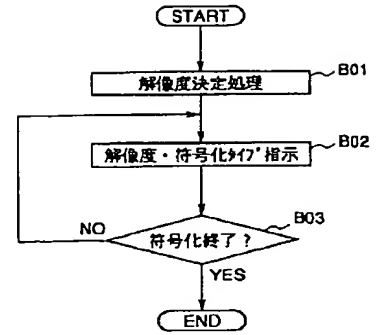 START
解像度決定処理
B01
解像度・符号化ﾀｲﾌﾟ指示
B02
符号化終了?
B03
NO
YES
END